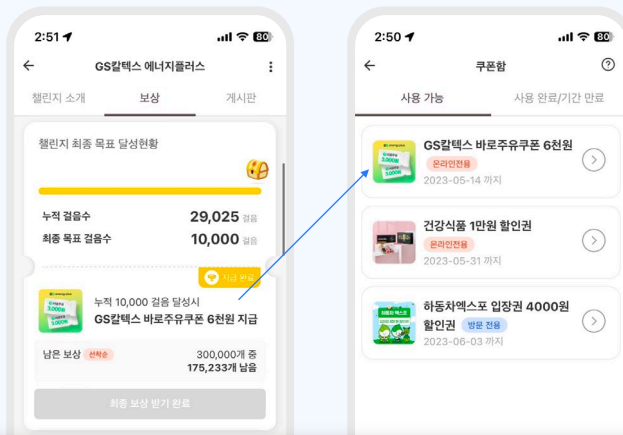 2:51
80
GS칼텍스 에너지플러스
챌린지 소개
보상
게시판
챌린지 최종 목표 달성현황
누적 걸음수
29,025 걸음
최종 목표 걸음수
10,000 걸음
지급 완료
누적 10,000 걸음 달성시
GS칼텍스 바로주유쿠폰 6천원 지급
남은 보상 선착순
300,000개 중
175,233개 남음
최종 보상 받기 완료
2:50
80
쿠폰함
사용 가능
사용 완료/기간 만료
GS칼텍스 바로주유쿠폰 6천원
온라인전용
2023-05-14 까지
건강식품 1만원 할인권
온라인전용
2023-05-31 까지
하동차엑스포 입장권 4000원
할인권 방문 전용
2023-06-03 까지